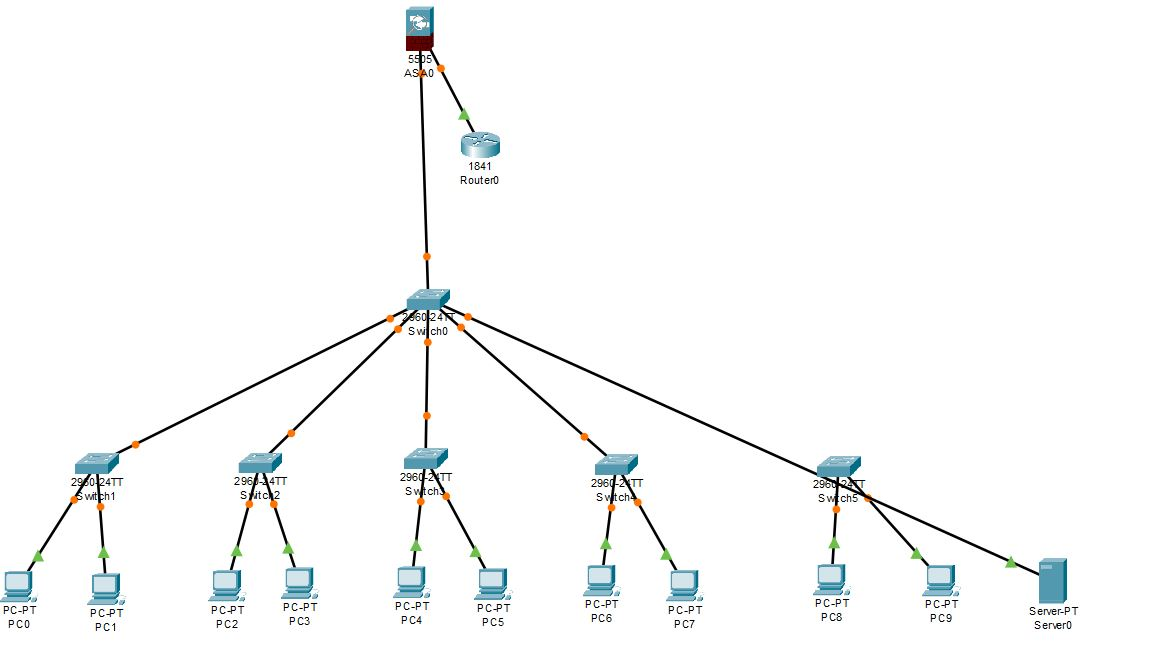 5505
ASA0
1841
Router0
2960-24TT
Switch0
2960-24TT
Switch1
2960-24TT
Switch2
2960-24TT
Switch3
2960-24TT
Switch4
2960-24TT
Switch5
PC-PT
PC0
PC-PT
PC1
PC-PT
PC2
PC-PT
PC3
PC-PT
PC4
PC-PT
PC5
PC-PT
PC6
PC-PT
PC7
PC-PT
PC8
PC-PT
PC9
Server-PT
Server0